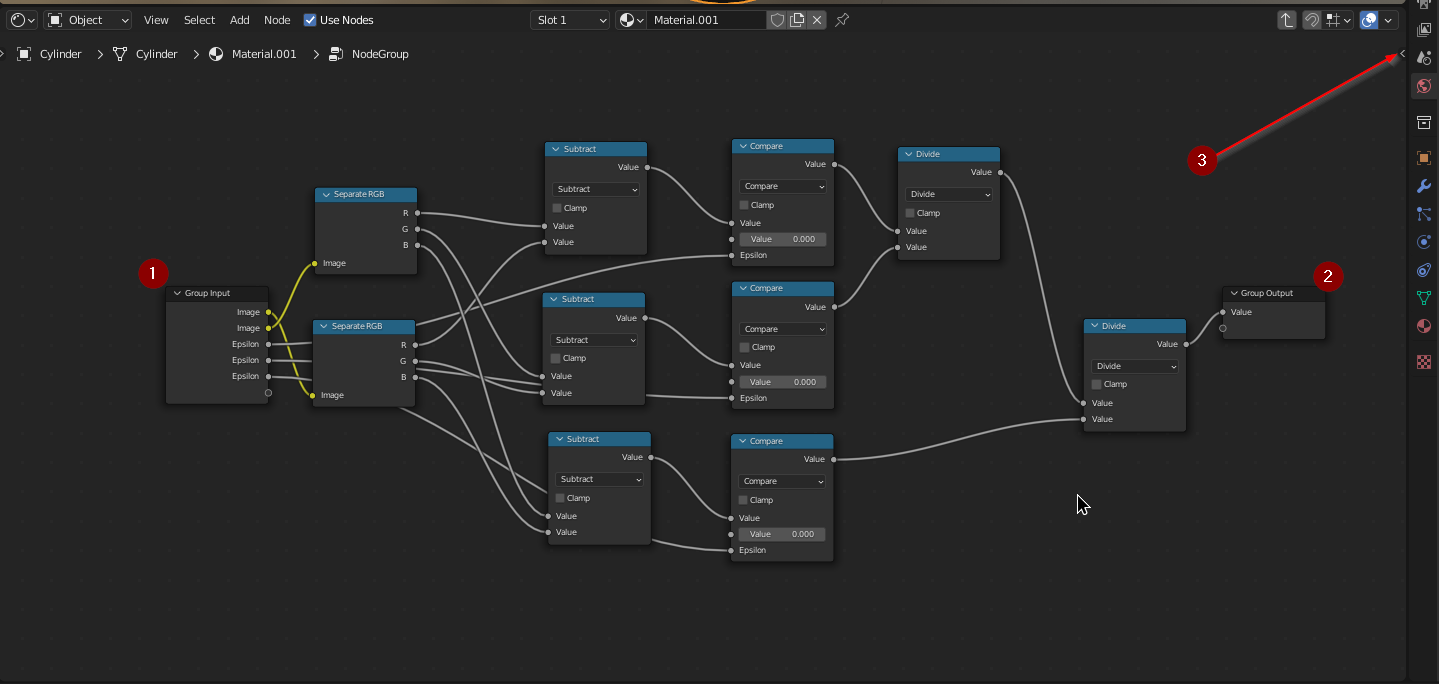 Object View Select Add Node Use Nodes Slot 1 Material.001
Cylinder Cylinder Material.001 NodeGroup
3
1
Group Input
Image
Image
Epsilon
Epsilon
Epsilon
Separate RGB
R
G
B
Image
Separate RGB
R
G
B
Image
Subtract
Value
Subtract
Clamp
Value
Value
Subtract
Value
Subtract
Clamp
Value
Value
Subtract
Value
Subtract
Clamp
Value
Value
Compare
Value
Compare
Clamp
Value
Value 0.000
Epsilon
Compare
Value
Compare
Clamp
Value
Value 0.000
Epsilon
Compare
Value
Compare
Clamp
Value
Value 0.000
Epsilon
Divide
Value
Divide
Clamp
Value
Value
Divide
Value
Divide
Clamp
Value
Value
2
Group Output
Value